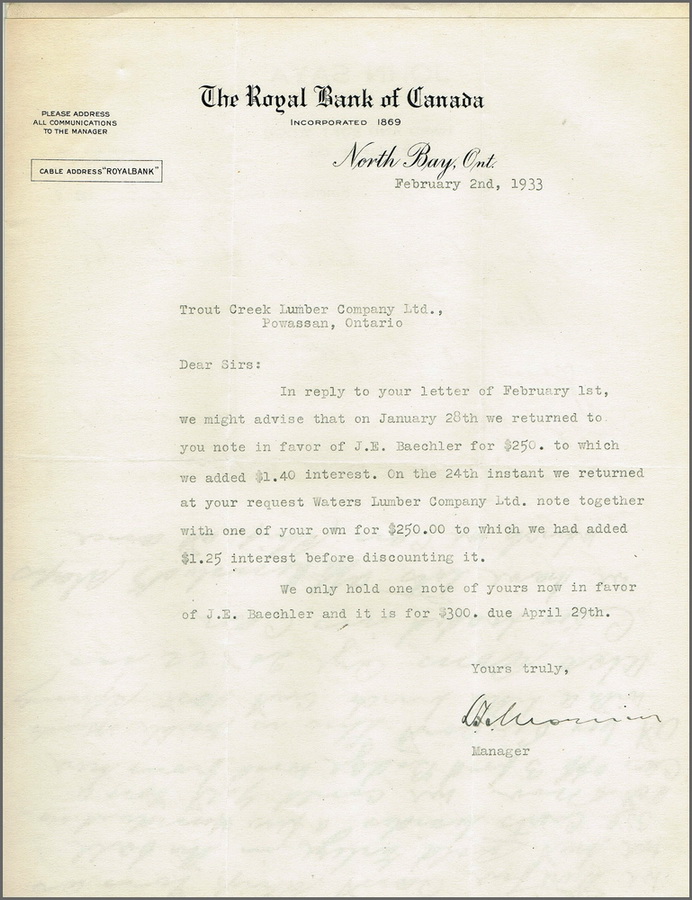 The Royal Bank of Canada
INCORPORATED 1869
PLEASE ADDRESS
ALL COMMUNICATIONS
TO THE MANAGER
CABLE ADDRESS "ROYALBANK"
North Bay, Ont.
February 2nd, 1933
Trout Creek Lumber Company Ltd.,
Powassan, Ontario
Dear Sirs:
In reply to your letter of February 1st,
we might advise that on January 28th we returned to
you note in favor of J.E. Baechler for $250. to which
we added $1.40 interest. On the 24th instant we returned
at your request Waters Lumber Company Ltd. note together
with one of your own for $250.00 to which we had added
$1.25 interest before discounting it.
We only hold one note of yours now in favor
of J.E. Baechler and it is for $300. due April 29th.
Yours truly,
Manager